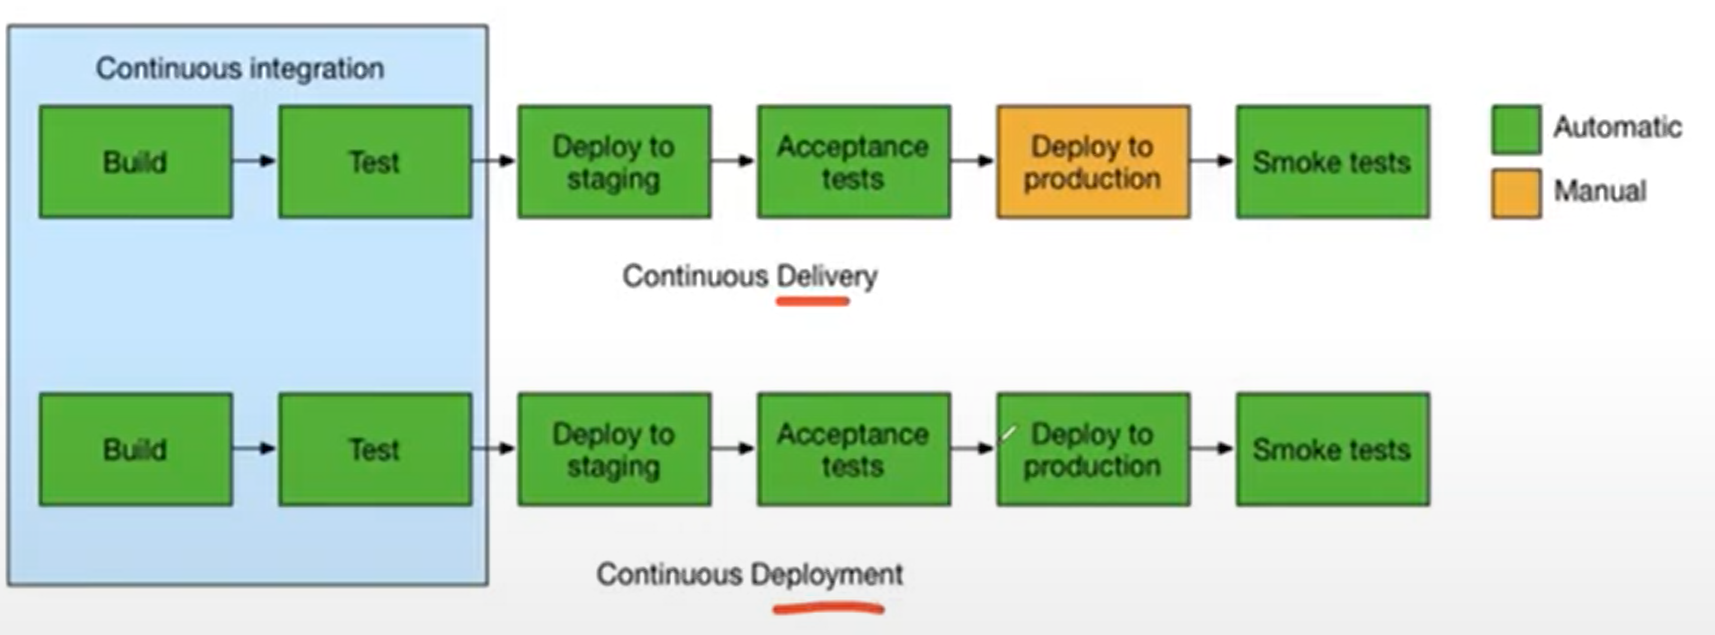 Continuous integration
Build
Test
Deploy to
staging
Acceptance
tests
Deploy to
production
Smoke tests
Automatic
Manual
Continuous Delivery
Build
Test
Deploy to
staging
Acceptance
tests
Deploy to
production
Smoke tests
Continuous Deployment